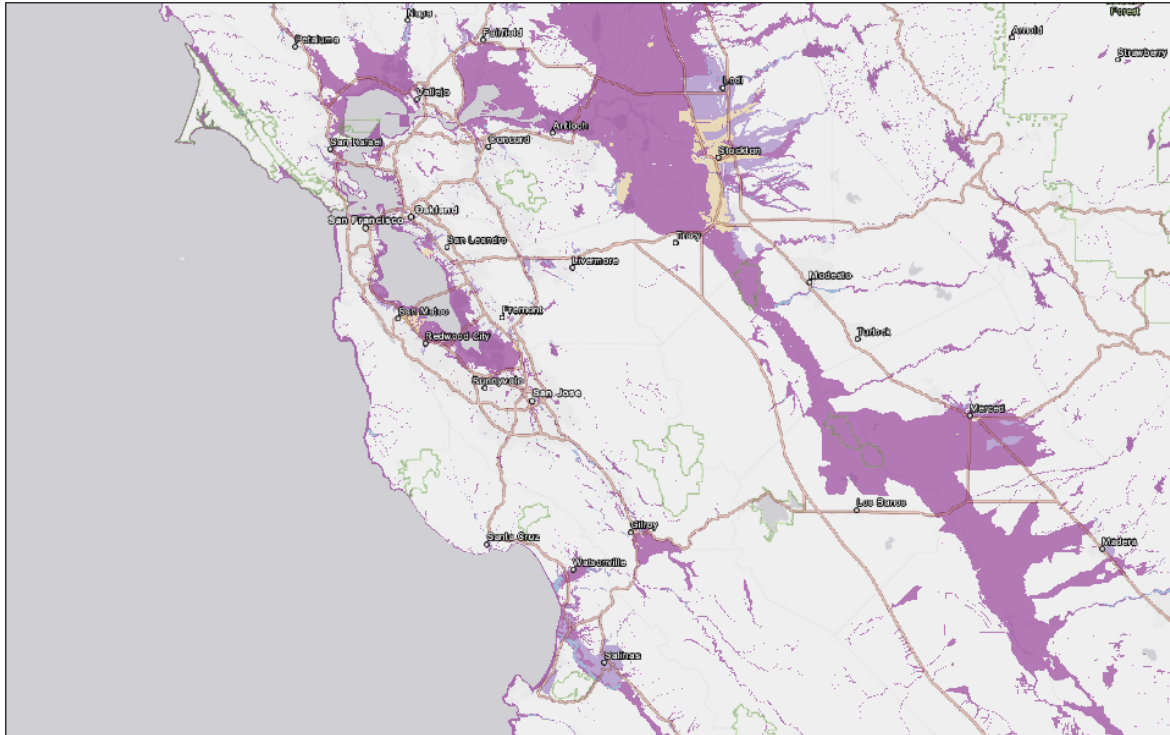 Napa
Forest
Petaluma
Fairfield
Arnold
Strawberry
Lodi
Vallejo
Antioch
San Rafael
Concord
Stockton
San Francisco
Oakland
San Leandro
Tracy
Livermore
Modesto
San Mateo
Fremont
Redwood City
Turlock
Sunnyvale
San Jose
Merced
Los Banos
Gilroy
Santa Cruz
Madera
Watsonville
Salinas